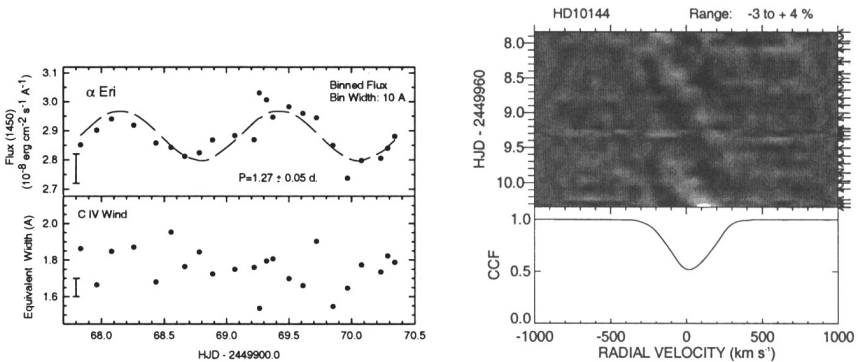 α Eri
Binned Flux
Bin Width: 10 A
P=1.27 ± 0.05 d.
Flux (1450)
(10⁻⁸ erg cm⁻² s⁻¹ A⁻¹)
3.1
3.0
2.9
2.8
2.7
C IV Wind
Equivalent Width (A)
2.0
1.8
1.6
68.0 68.5 69.0 69.5 70.0 70.5
HJD - 2449900.0
HD10144 Range: -3 to + 4 %
HJD - 2449960
8.0
8.5
9.0
9.5
10.0
CCF
1.0
0.5
0.0
-1000 -500 0 500 1000
RADIAL VELOCITY (km s⁻¹)